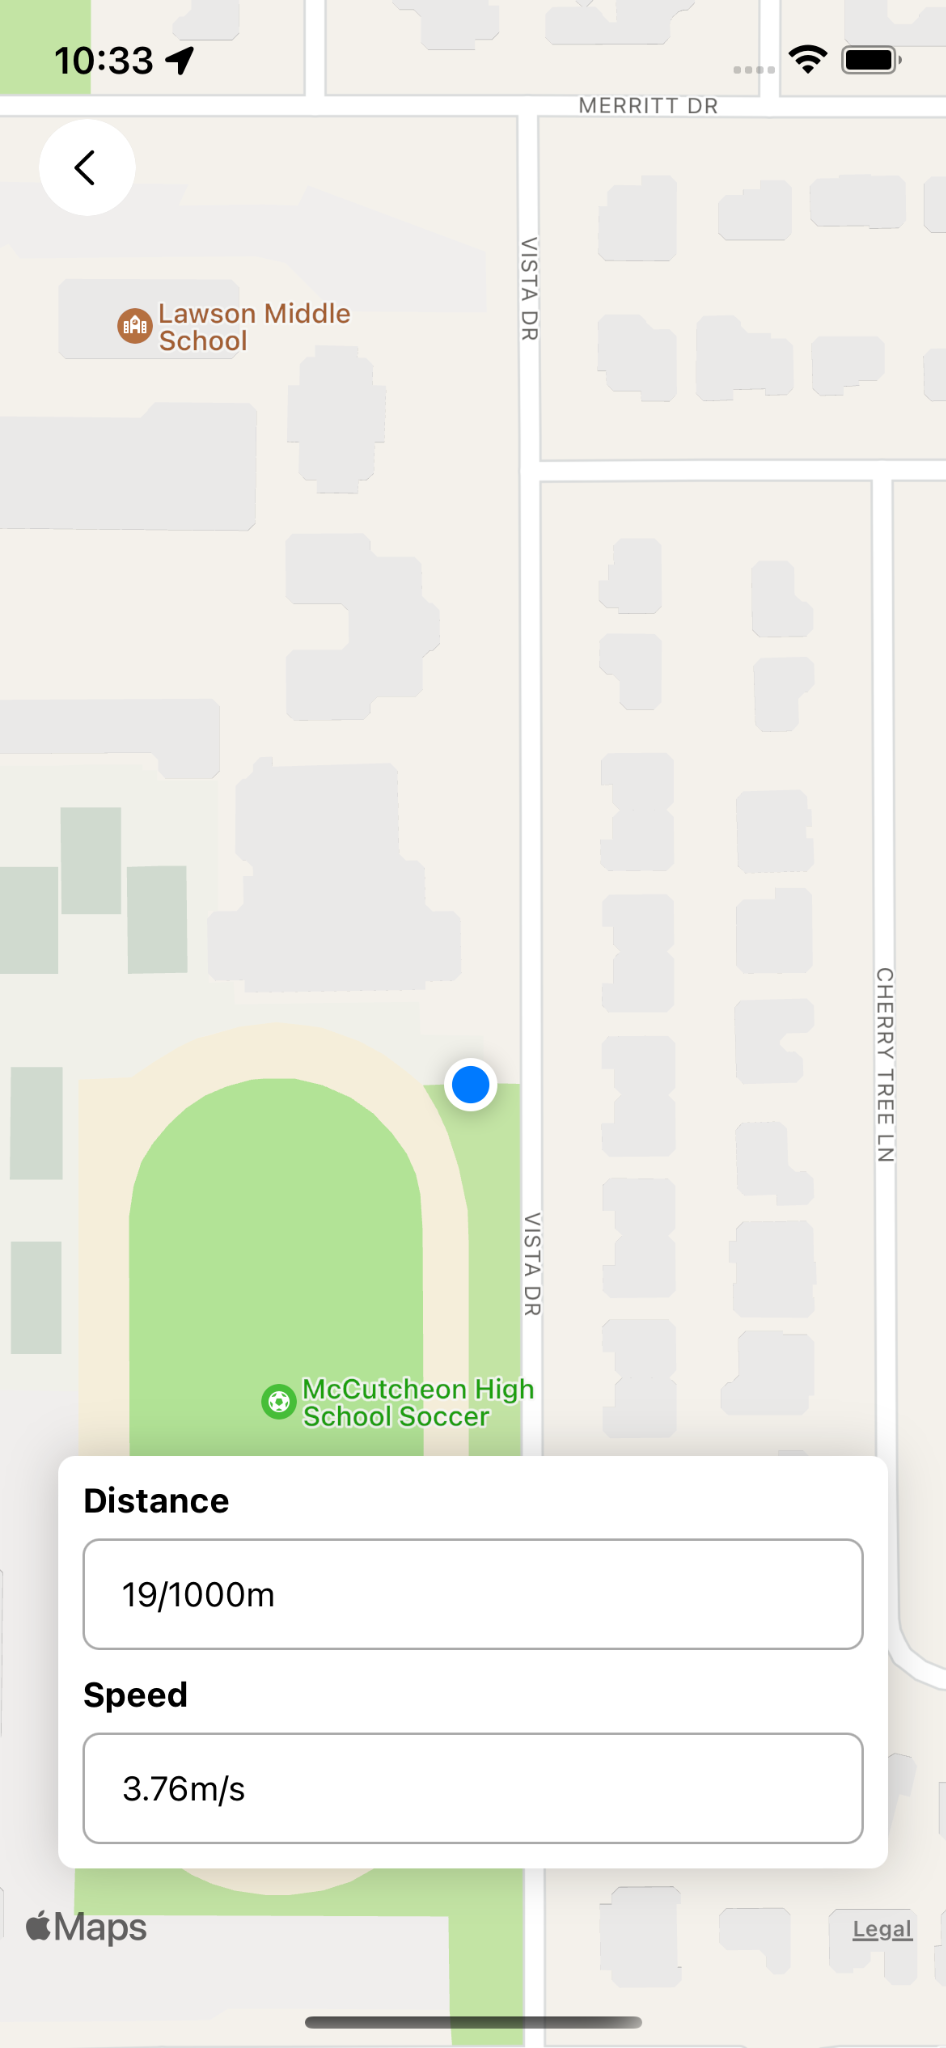 10:33
MERRITT DR
VISTA DR
Lawson Middle
School
CHERRY TREE LN
VISTA DR
McCutcheon High
School Soccer
Distance
19/1000m
Speed
3.76m/s
Maps
Legal